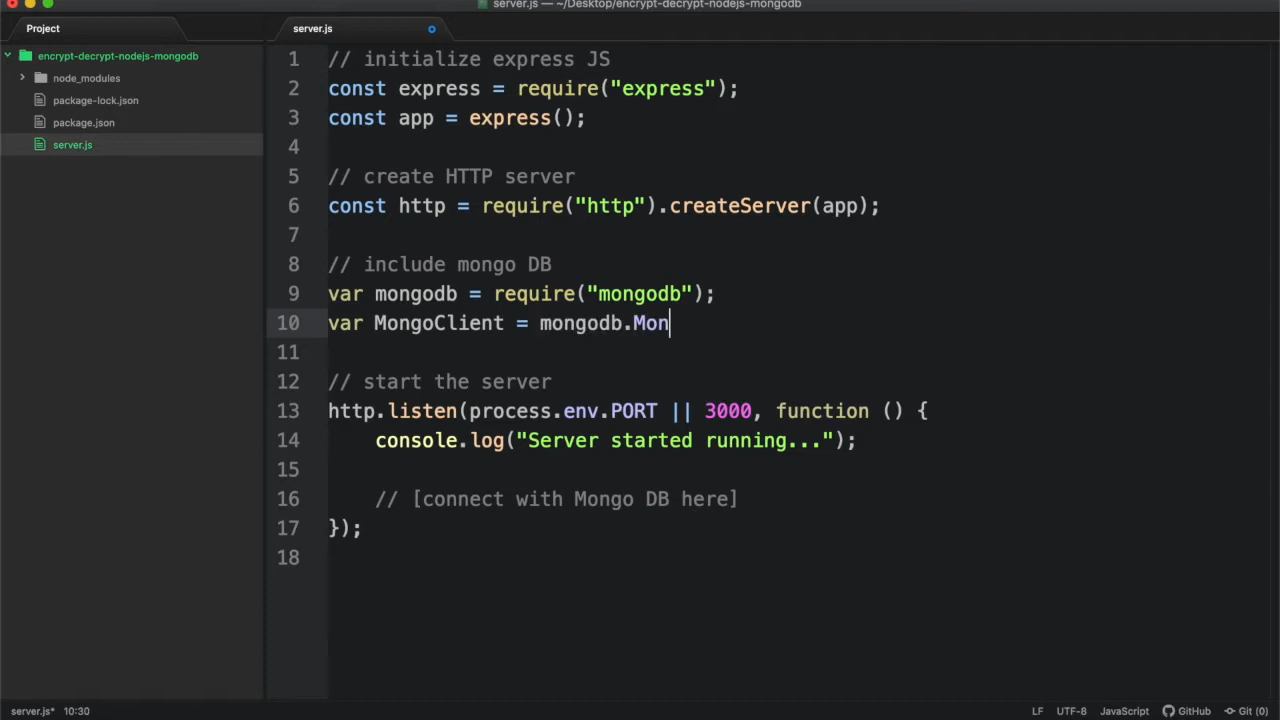 server.js — ~/Desktop/encrypt-decrypt-nodejs-mongodb
Project
server.js
encrypt-decrypt-nodejs-mongodb
node_modules
package-lock.json
package.json
server.js
1 // initialize express JS
2 const express = require("express");
3 const app = express();
4
5 // create HTTP server
6 const http = require("http").createServer(app);
7
8 // include mongo DB
9 var mongodb = require("mongodb");
10 var MongoClient = mongodb.Mon
11
12 // start the server
13 http.listen(process.env.PORT || 3000, function () {
14     console.log("Server started running...");
15
16     // [connect with Mongo DB here]
17 });
18
server.js* 10:30
LF UTF-8 JavaScript GitHub Git (0)